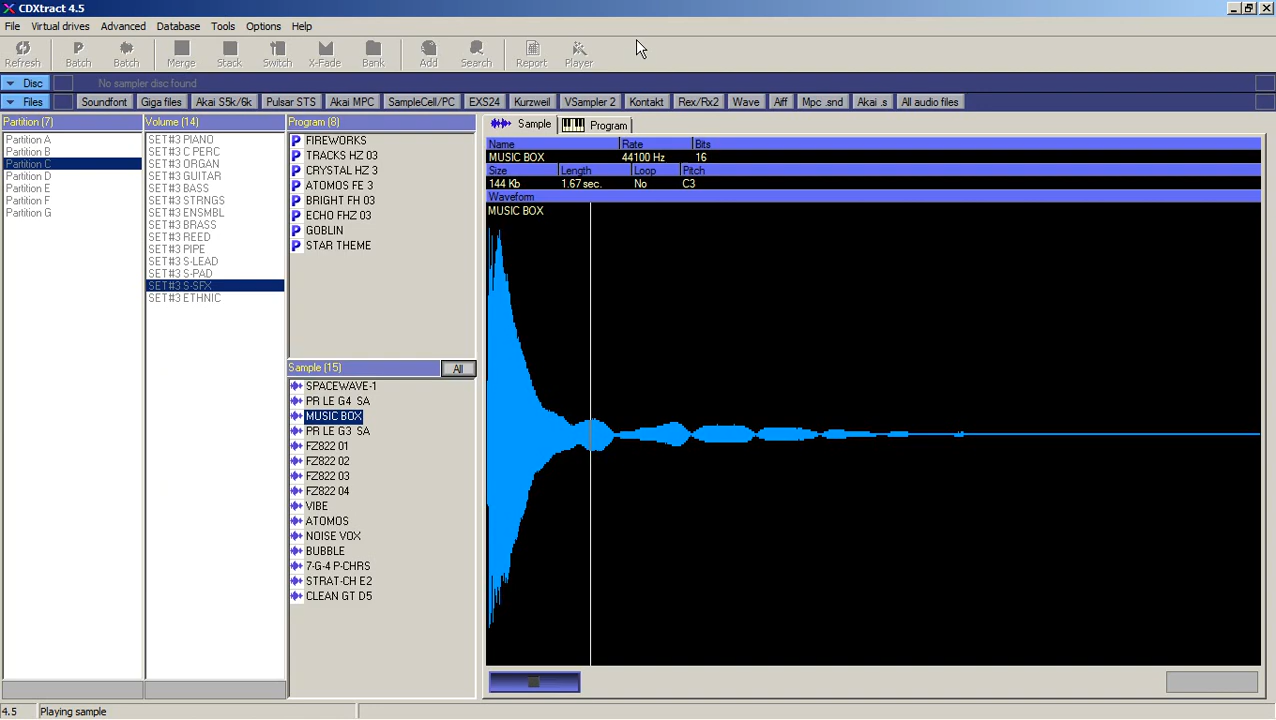 CDXtract 4.5
File Virtual drives Advanced Database Tools Options Help
Refresh Batch Batch Merge Stack Switch X-Fade Bank Add Search Report Player
Disc No sampler disc found
Files Soundfont Giga files Akai S5k/6k Pulsar STS Akai MPC SampleCell/PC EXS24 Kurzweil VSampler 2 Kontakt Rex/Rx2 Wave Aiff Mpc .snd Akai .s All audio files
Partition (7)
Partition A
Partition B
Partition C
Partition D
Partition E
Partition F
Partition G
Volume (14)
SET#3 PIANO
SET#3 C PERC
SET#3 ORGAN
SET#3 GUITAR
SET#3 BASS
SET#3 STRNGS
SET#3 ENSMBL
SET#3 BRASS
SET#3 REED
SET#3 PIPE
SET#3 S-LEAD
SET#3 S-PAD
SET#3 S-SFX
SET#3 ETHNIC
Program (8)
FIREWORKS
TRACKS HZ 03
CRYSTAL HZ 3
ATOMOS FE 3
BRIGHT FH 03
ECHO FHZ 03
GOBLIN
STAR THEME
Sample (15) All
SPACEWAVE-1
PR LE G4 SA
MUSIC BOX
PR LE G3 SA
FZ822 01
FZ822 02
FZ822 03
FZ822 04
VIBE
ATOMOS
NOISE VOX
BUBBLE
7-G-4 P-CHRS
STRAT-CH E2
CLEAN GT D5
Sample Program
Name Rate Bits
MUSIC BOX 44100 Hz 16
Size Length Loop Pitch
144 Kb 1.67 sec. No C3
Waveform
MUSIC BOX
4.5 Playing sample